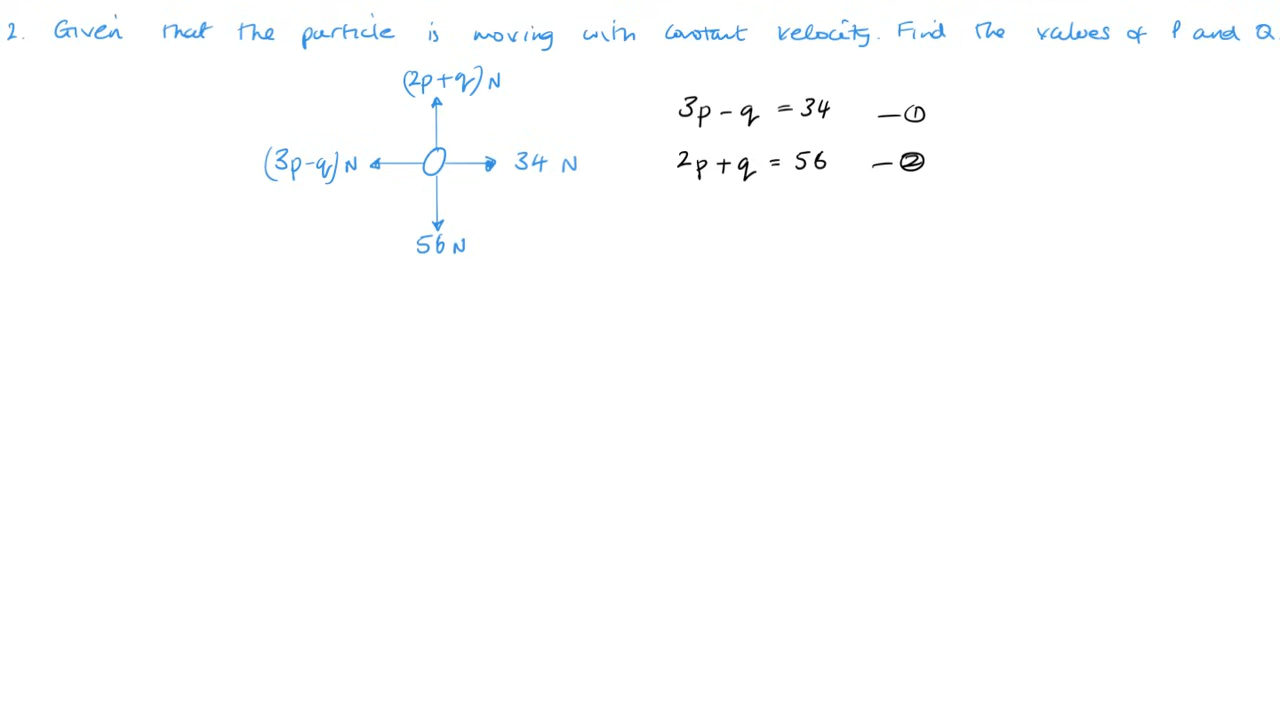 2. Given that the particle is moving with constant velocity. Find the values of P and Q.
(2p+q) N
(3p-q) N
34 N
56 N
3p - q = 34 — ①
2p + q = 56 — ②